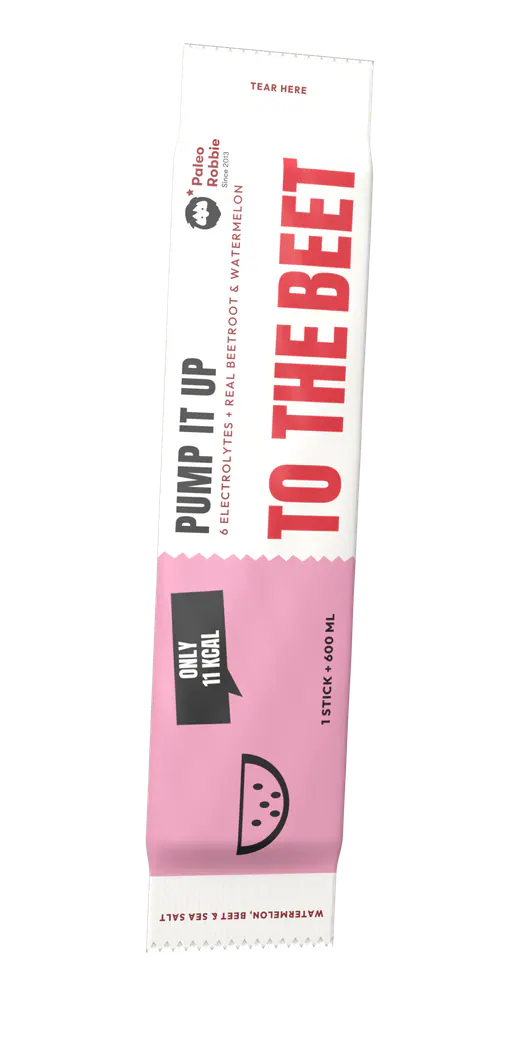 TEAR HERE
Paleo
Robbie
Since 2013
PUMP IT UP
6 ELECTROLYTES + REAL BEETROOT & WATERMELON
TO THE BEET
ONLY
11 KCAL
1 STICK + 600 ML
WATERMELON, BEET & SEA SALT